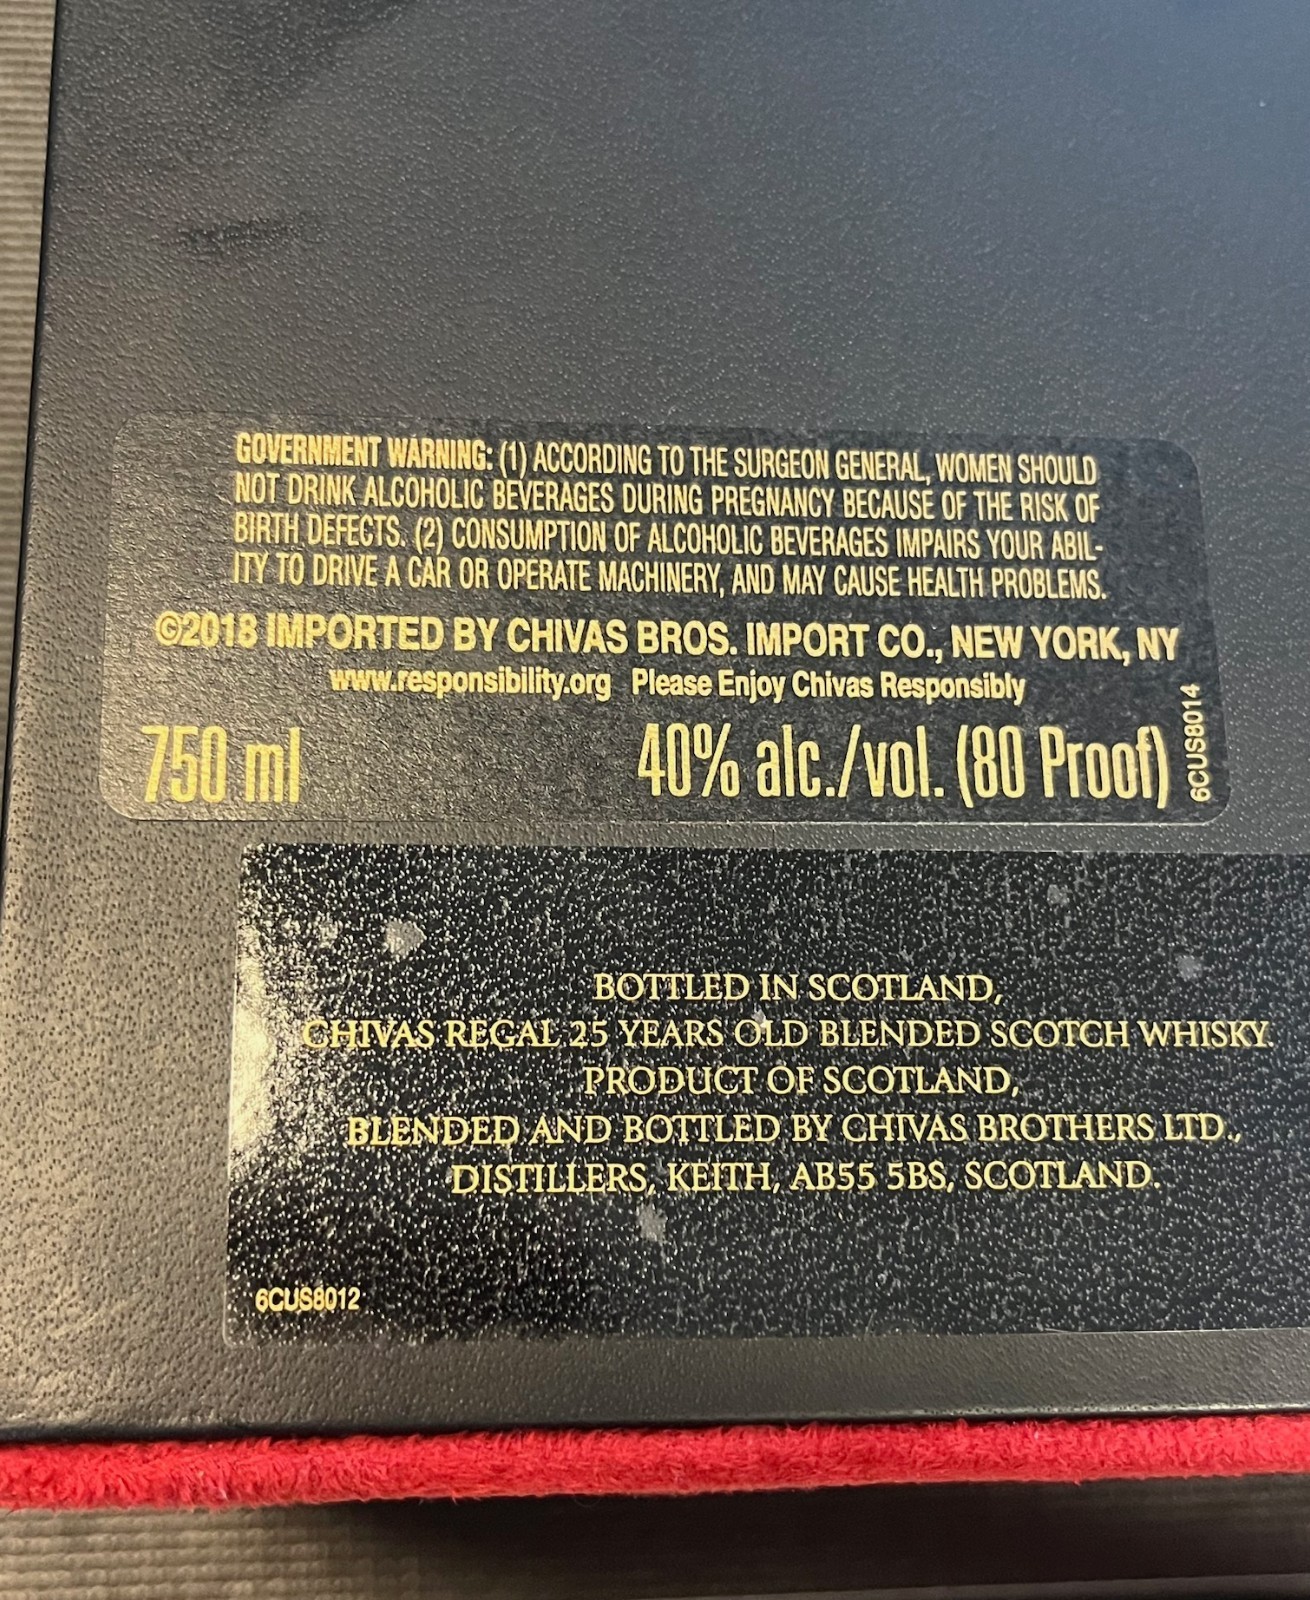 GOVERNMENT WARNING: (1) ACCORDING TO THE SURGEON GENERAL, WOMEN SHOULD
NOT DRINK ALCOHOLIC BEVERAGES DURING PREGNANCY BECAUSE OF THE RISK OF
BIRTH DEFECTS. (2) CONSUMPTION OF ALCOHOLIC BEVERAGES IMPAIRS YOUR ABIL-
ITY TO DRIVE A CAR OR OPERATE MACHINERY, AND MAY CAUSE HEALTH PROBLEMS.
©2018 IMPORTED BY CHIVAS BROS. IMPORT CO., NEW YORK, NY
www.responsibility.org Please Enjoy Chivas Responsibly
750 ml 40% alc./vol. (80 Proof)
6CUS8014
BOTTLED IN SCOTLAND,
CHIVAS REGAL 25 YEARS OLD BLENDED SCOTCH WHISKY
PRODUCT OF SCOTLAND,
BLENDED AND BOTTLED BY CHIVAS BROTHERS LTD.,
DISTILLERS, KEITH, AB55 5BS, SCOTLAND.
6CUS8012